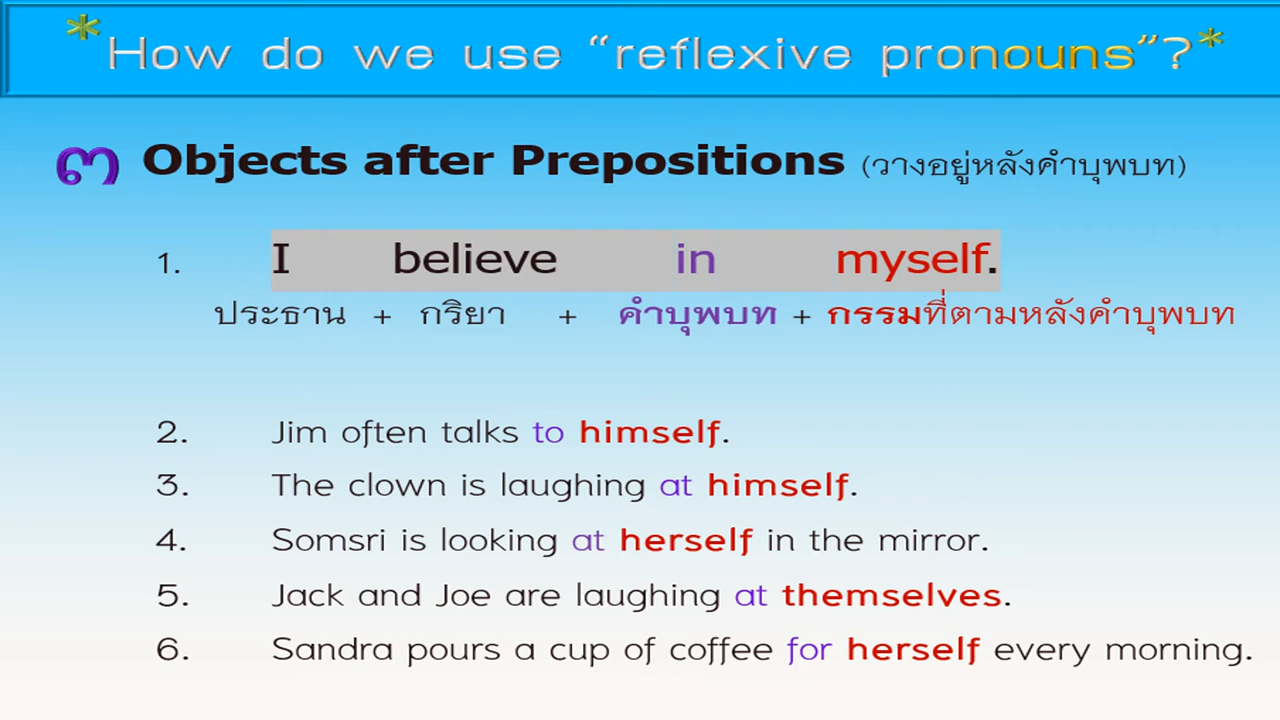 *How do we use “reflexive pronouns”?*
๓ Objects after Prepositions (วางอยู่หลังคำบุพบท)
1. I believe in myself.
ประธาน + กริยา + คำบุพบท + กรรมที่ตามหลังคำบุพบท
2. Jim often talks to himself.
3. The clown is laughing at himself.
4. Somsri is looking at herself in the mirror.
5. Jack and Joe are laughing at themselves.
6. Sandra pours a cup of coffee for herself every morning.